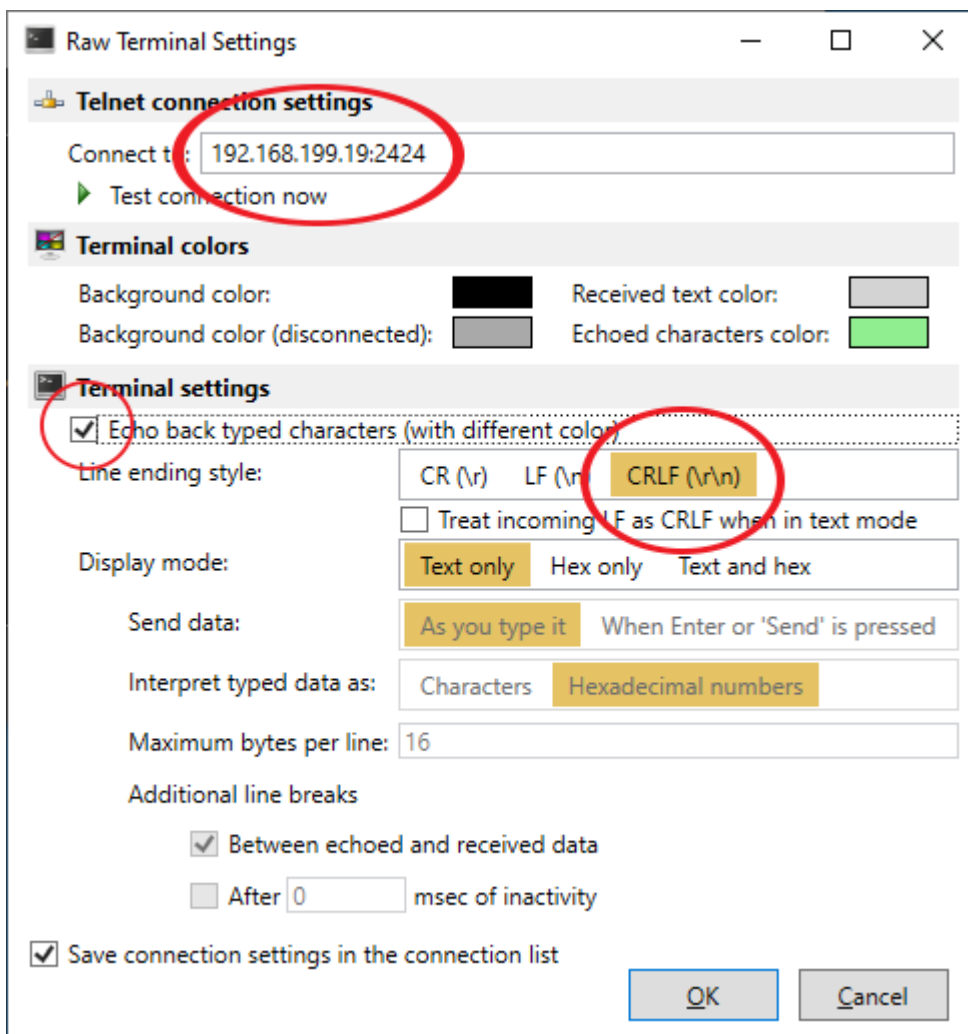 Raw Terminal Settings
Telnet connection settings
Connect to: 192.168.199.19:2424
Test connection now
Terminal colors
Background color: Received text color:
Background color (disconnected): Echoed characters color:
Terminal settings
Echo back typed characters (with different color)
Line ending style: CR (\r) LF (\n) CRLF (\r\n)
Treat incoming LF as CRLF when in text mode
Display mode: Text only Hex only Text and hex
Send data: As you type it When Enter or 'Send' is pressed
Interpret typed data as: Characters Hexadecimal numbers
Maximum bytes per line: 16
Additional line breaks
Between echoed and received data
After 0 msec of inactivity
Save connection settings in the connection list
OK Cancel